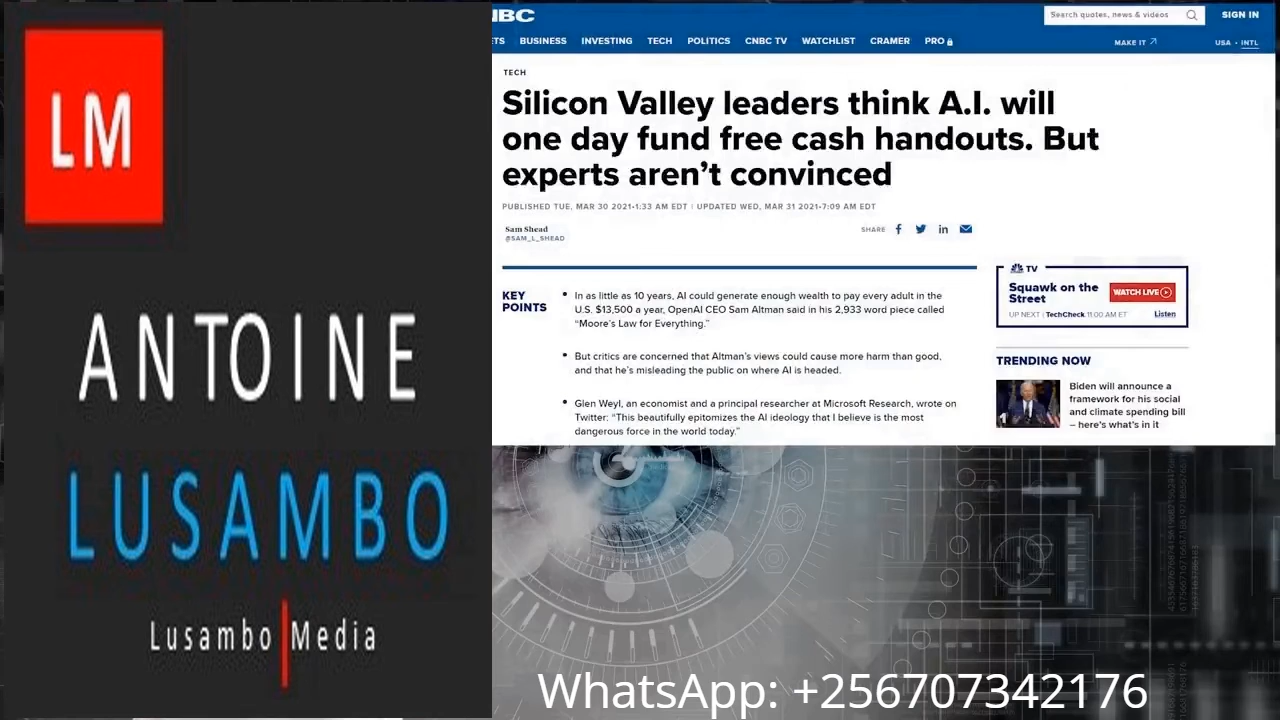 LM
ANTOINE
LUSAMBO
Lusambo Media
NBC
Search quotes, news & videos
SIGN IN
TS BUSINESS INVESTING TECH POLITICS CNBC TV WATCHLIST CRAMER PRO
MAKE IT
USA • INTL
TECH
Silicon Valley leaders think A.I. will
one day fund free cash handouts. But
experts aren’t convinced
PUBLISHED TUE, MAR 30 2021•1:33 AM EDT | UPDATED WED, MAR 31 2021•7:09 AM EDT
Sam Shead
@SAM_L_SHEAD
SHARE
KEY
POINTS
• In as little as 10 years, AI could generate enough wealth to pay every adult in the
U.S. $13,500 a year, OpenAI CEO Sam Altman said in his 2,933 word piece called
“Moore’s Law for Everything.”
• But critics are concerned that Altman’s views could cause more harm than good,
and that he’s misleading the public on where AI is headed.
• Glen Weyl, an economist and a principal researcher at Microsoft Research, wrote on
Twitter: “This beautifully epitomizes the AI ideology that I believe is the most
dangerous force in the world today.”
TV
Squawk on the
Street
WATCH LIVE
UP NEXT | TechCheck 11:00 AM ET
Listen
TRENDING NOW
1
Biden will announce a
framework for his social
and climate spending bill
– here’s what’s in it
WhatsApp: +256707342176